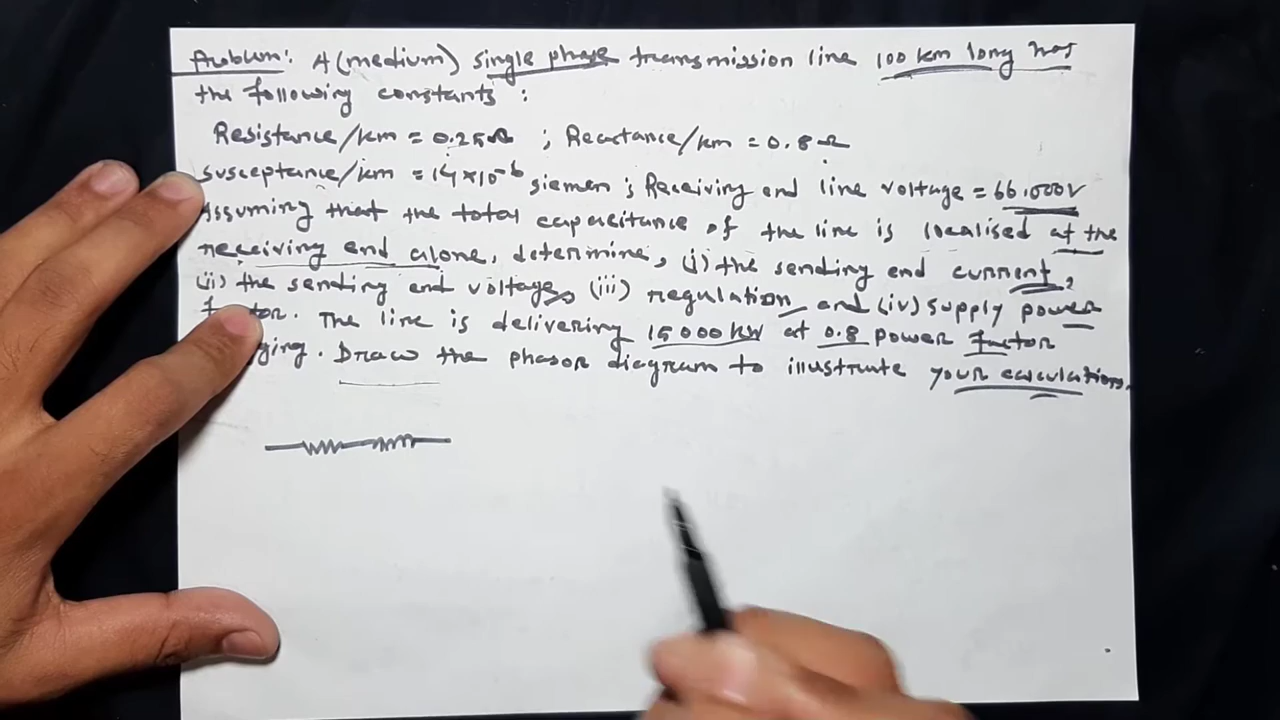 Problem: A (medium) single phase transmission line 100 km long has
the following constants :
Resistance/km = 0.25Ω ; Reactance/km = 0.8Ω
susceptance/km = 14×10⁻⁶ siemen ; Receiving end line voltage = 66,000V
Assuming that the total capacitance of the line is localised at the
receiving end alone, determine, (i) the sending end current,
(ii) the sending end voltage, (iii) regulation and (iv) supply power
The line is delivering 15000 kW at 0.8 power factor
Draw the phasor diagram to illustrate your calculations.